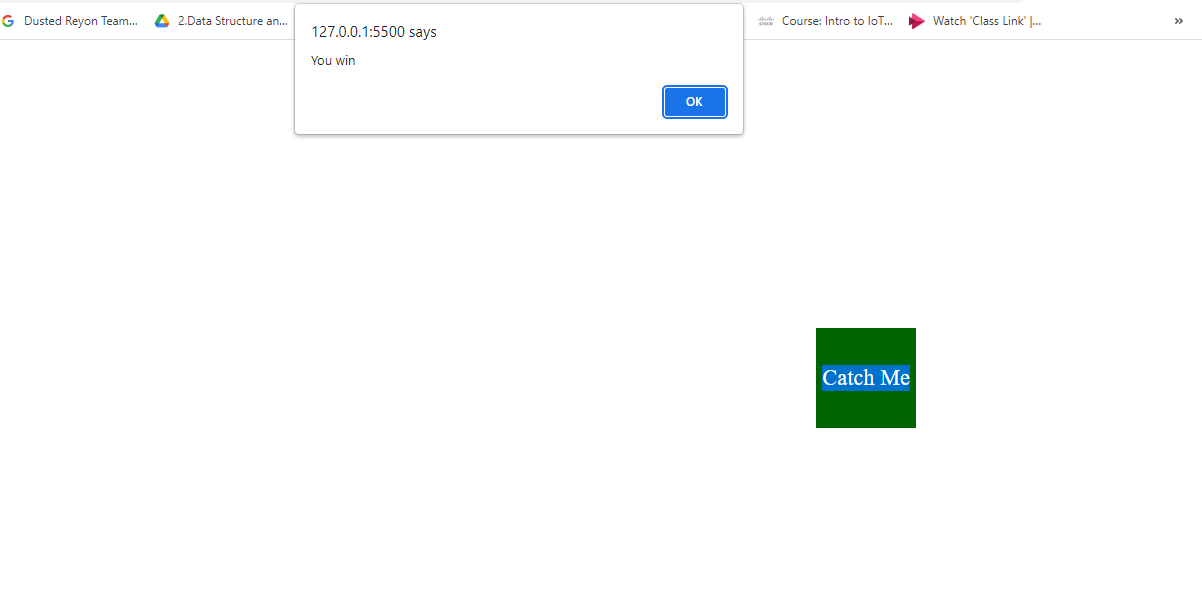 Dusted Reyon Team... 2.Data Structure an... Course: Intro to IoT... Watch 'Class Link' |... »
127.0.0.1:5500 says
You win
OK
Catch Me